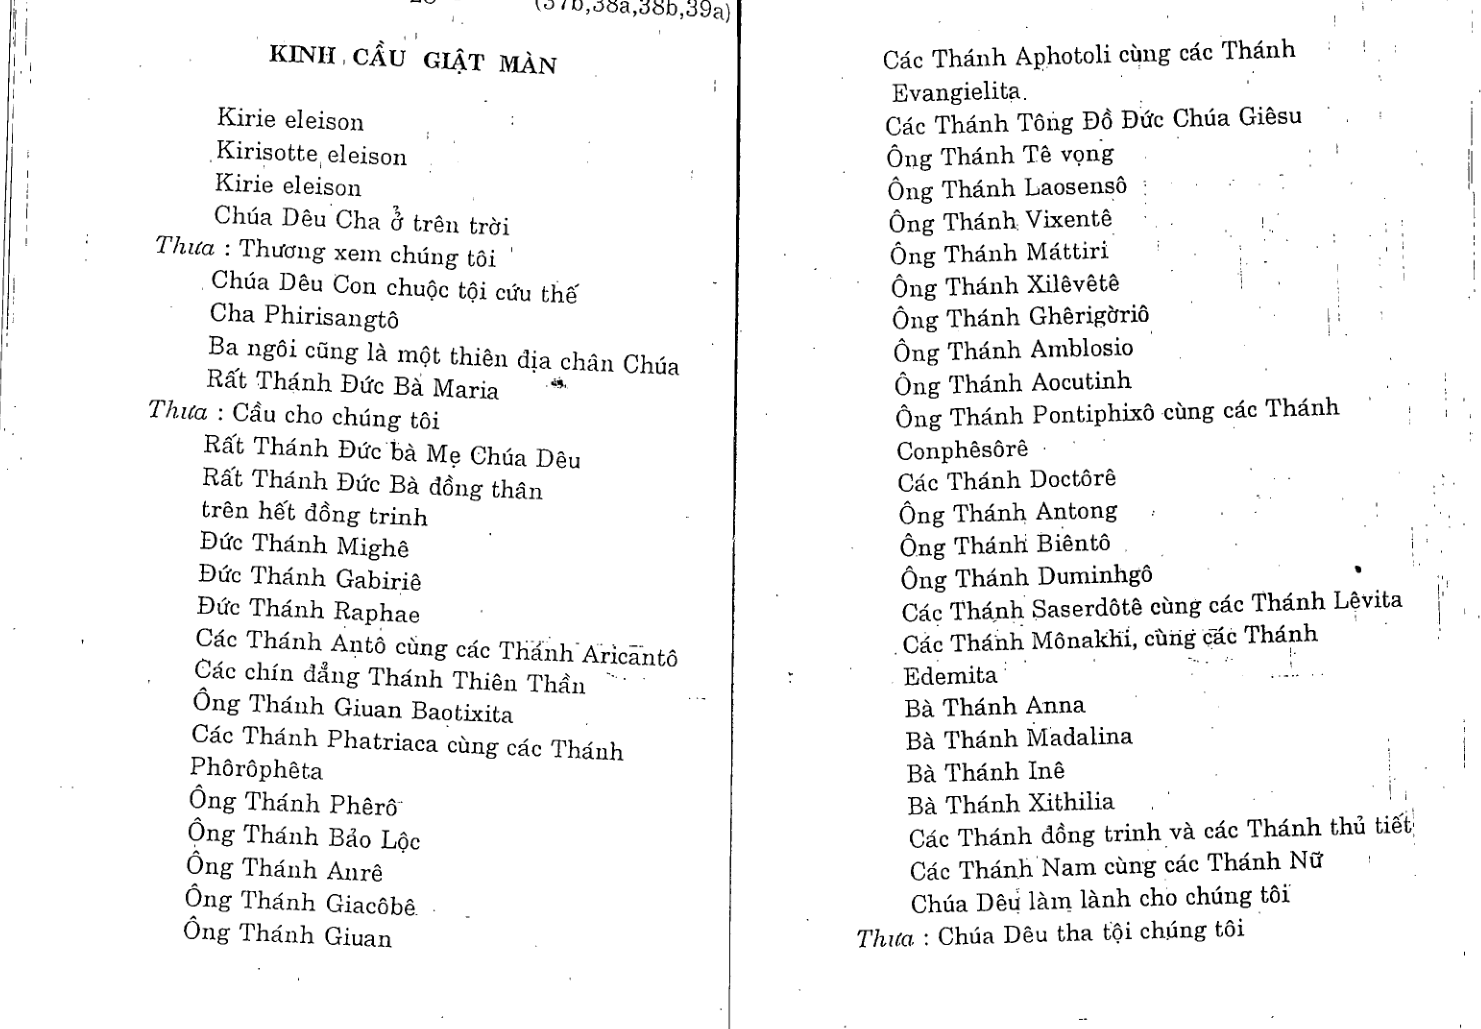 (37b,38a,38b,39a)
KINH CẦU GIẬT MÀN
Kirie eleison
Kirisotte eleison
Kirie eleison
Chúa Dêu Cha ở trên trời
Thưa : Thương xem chúng tôi
Chúa Dêu Con chuộc tội cứu thế
Cha Phirisangtô
Ba ngôi cũng là một thiên địa chân Chúa
Rất Thánh Đức Bà Maria
Thưa : Cầu cho chúng tôi
Rất Thánh Đức bà Mẹ Chúa Dêu
Rất Thánh Đức Bà đồng thân
trên hết đồng trinh
Đức Thánh Mighê
Đức Thánh Gabiriê
Đức Thánh Raphae
Các Thánh Antô cùng các Thánh Aricantô
Các chín đẳng Thánh Thiên Thần
Ông Thánh Giuan Baotixita
Các Thánh Phatriaca cùng các Thánh
Phôrôphêta
Ông Thánh Phêrô
Ông Thánh Bảo Lộc
Ông Thánh Anrê
Ông Thánh Giacôbê
Ông Thánh Giuan
Các Thánh Aphotoli cùng các Thánh
Evangielita.
Các Thánh Tông Đồ Đức Chúa Giêsu
Ông Thánh Tê vọng
Ông Thánh Laosensô
Ông Thánh Vixentê
Ông Thánh Máttiri
Ông Thánh Xilêvêtê
Ông Thánh Ghêrigờriô
Ông Thánh Amblosio
Ông Thánh Aocutinh
Ông Thánh Pontiphixô cùng các Thánh
Conphêsôrê
Các Thánh Doctôrê
Ông Thánh Antong
Ông Thánh Biêntô
Ông Thánh Duminhgô
Các Thánh Saserdôtê cùng các Thánh Lêvita
Các Thánh Mônakhi, cùng các Thánh
Edemita
Bà Thánh Anna
Bà Thánh Madalina
Bà Thánh Inê
Bà Thánh Xithilia
Các Thánh đồng trinh và các Thánh thủ tiết
Các Thánh Nam cùng các Thánh Nữ
Chúa Dêu làm lành cho chúng tôi
Thưa : Chúa Dêu tha tội chúng tôi